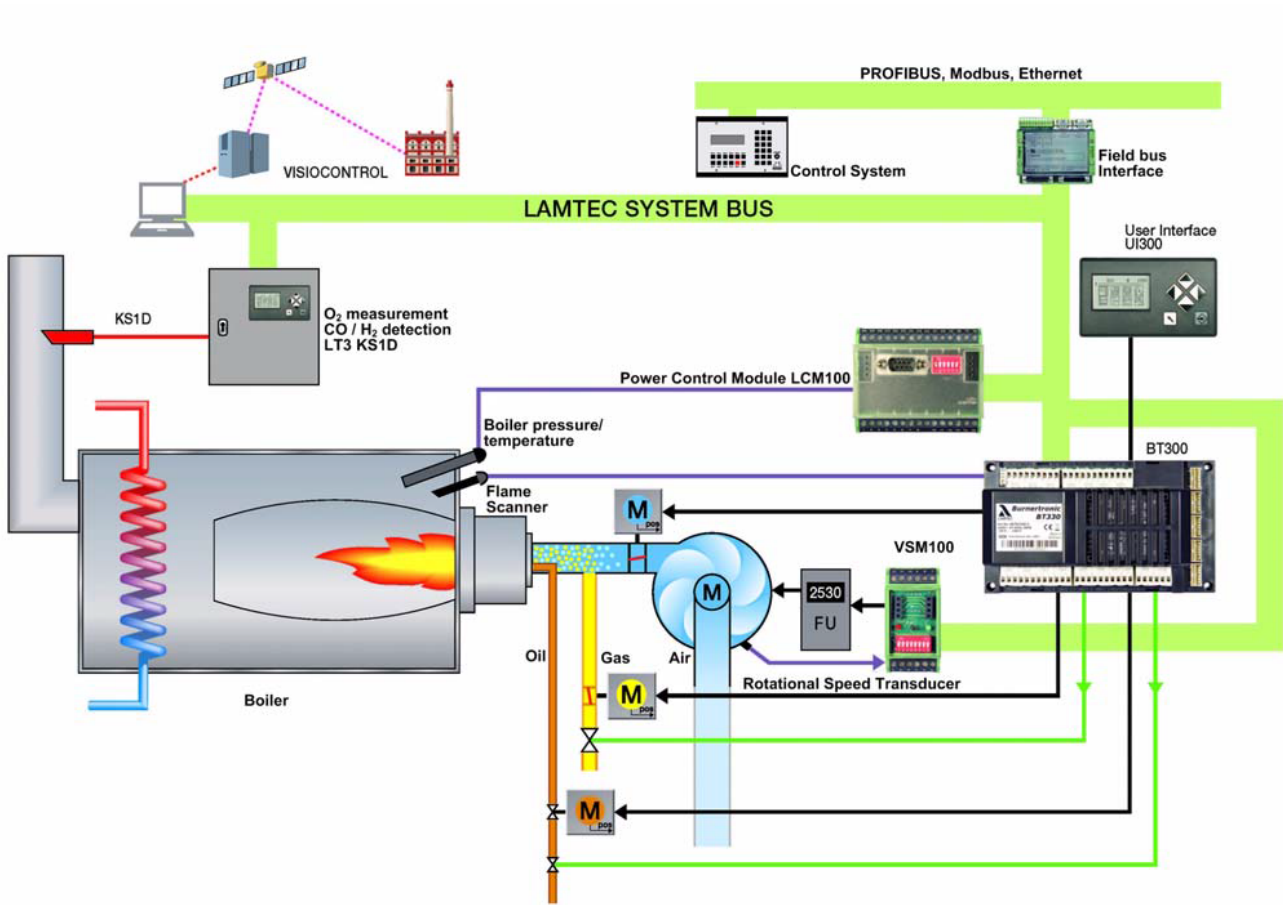 PROFIBUS, Modbus, Ethernet
VISIOCONTROL
Control System
Field bus
Interface
LAMTEC SYSTEM BUS
User Interface
UI300
KS1D
O₂ measurement
CO / H₂ detection
LT3 KS1D
Power Control Module LCM100
Boiler pressure/
temperature
BT300
Flame
Scanner
M
pos
Burnertronic
BT330
LAMTEC
VSM100
M
2530
FU
Oil
Gas
Air
Rotational Speed Transducer
M
pos
Boiler
M
pos